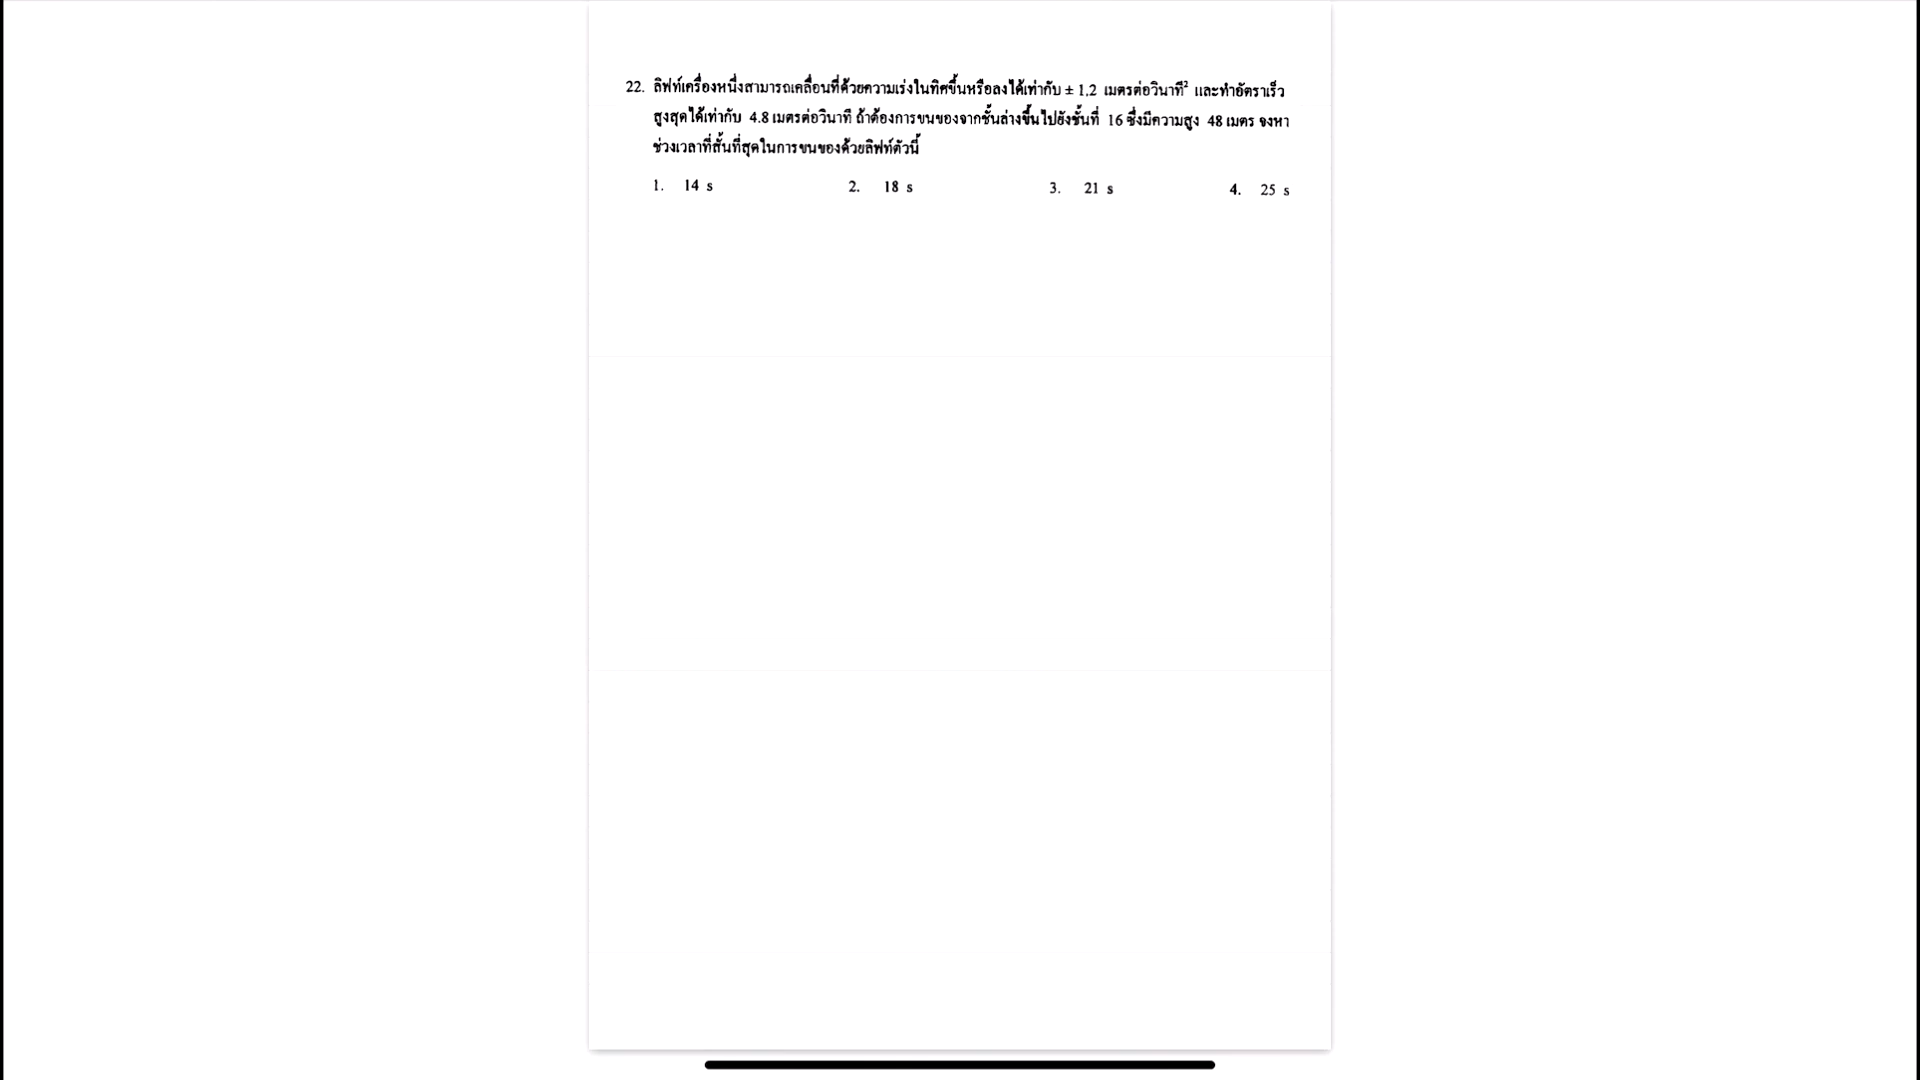 22. ลิฟท์เครื่องหนึ่งสามารถเคลื่อนที่ด้วยความเร่งในทิศขึ้นหรือลงได้เท่ากับ ± 1.2 เมตรต่อวินาที² และทำอัตราเร็ว
สูงสุดได้เท่ากับ 4.8 เมตรต่อวินาที ถ้าต้องการขนของจากชั้นล่างขึ้นไปยังชั้นที่ 16 ซึ่งมีความสูง 48 เมตร จงหา
ช่วงเวลาที่สั้นที่สุดในการขนของด้วยลิฟท์ตัวนี้
1. 14 s 2. 18 s 3. 21 s 4. 25 s